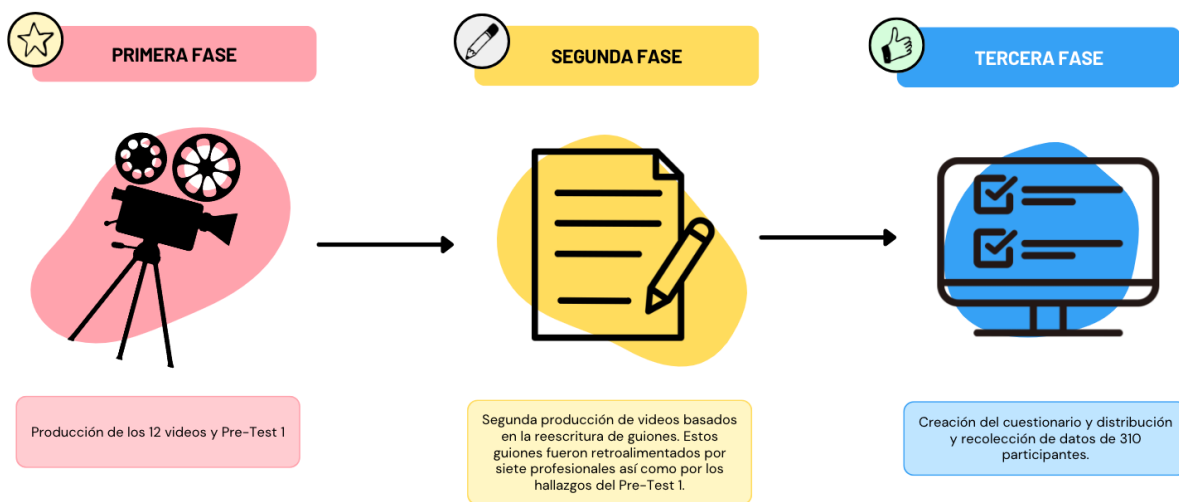 PRIMERA FASE
SEGUNDA FASE
TERCERA FASE
Producción de los 12 videos y Pre-Test 1
Segunda producción de videos basados
en la reescritura de guiones. Estos
guiones fueron retroalimentados por
siete profesionales así como por los
hallazgos del Pre-Test 1.
Creación del cuestionario y distribución
y recolección de datos de 310
participantes.